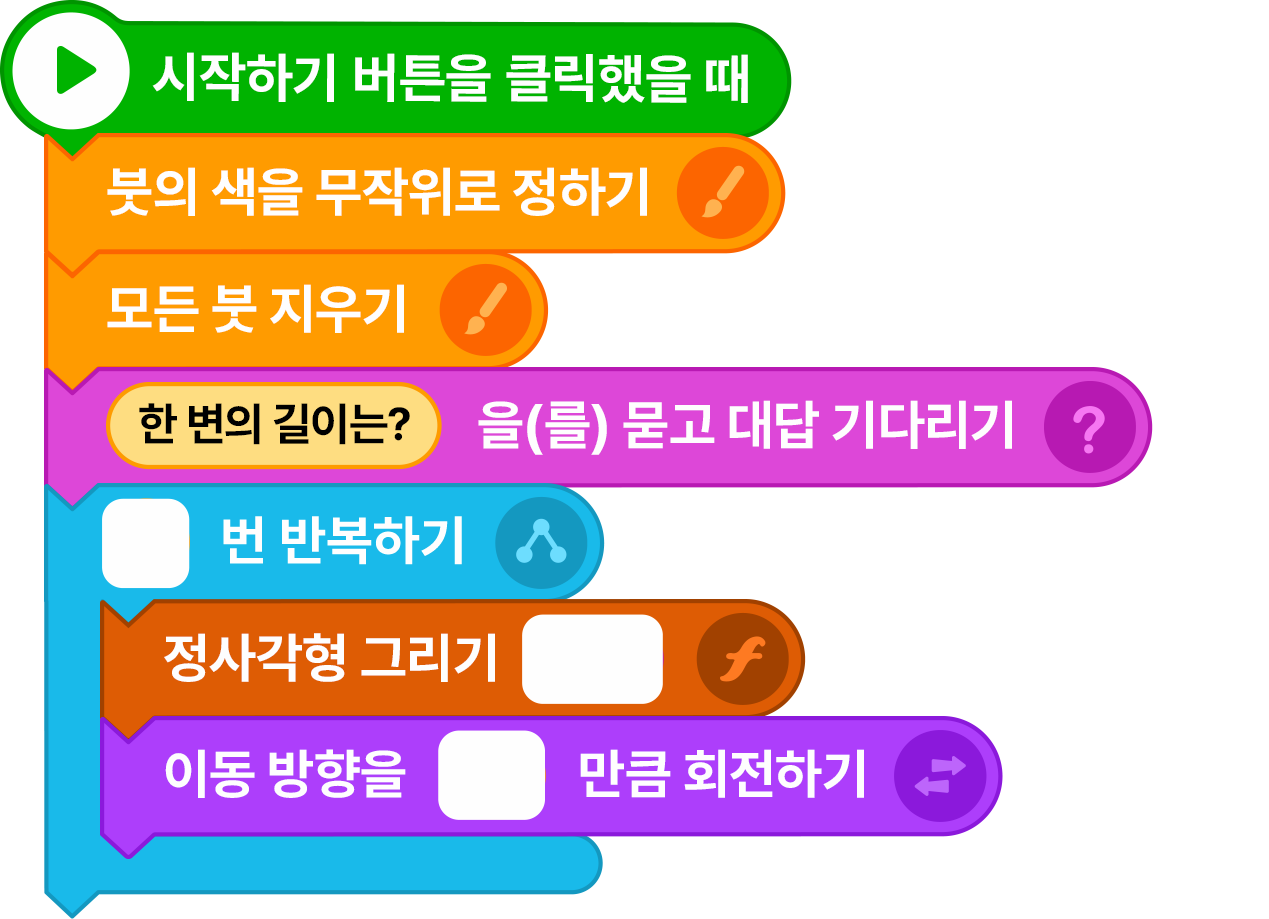 시작하기 버튼을 클릭했을 때
붓의 색을 무작위로 정하기
모든 붓 지우기
한 변의 길이는? 을(를) 묻고 대답 기다리기
번 반복하기
정사각형 그리기 f
이동 방향을 만큼 회전하기